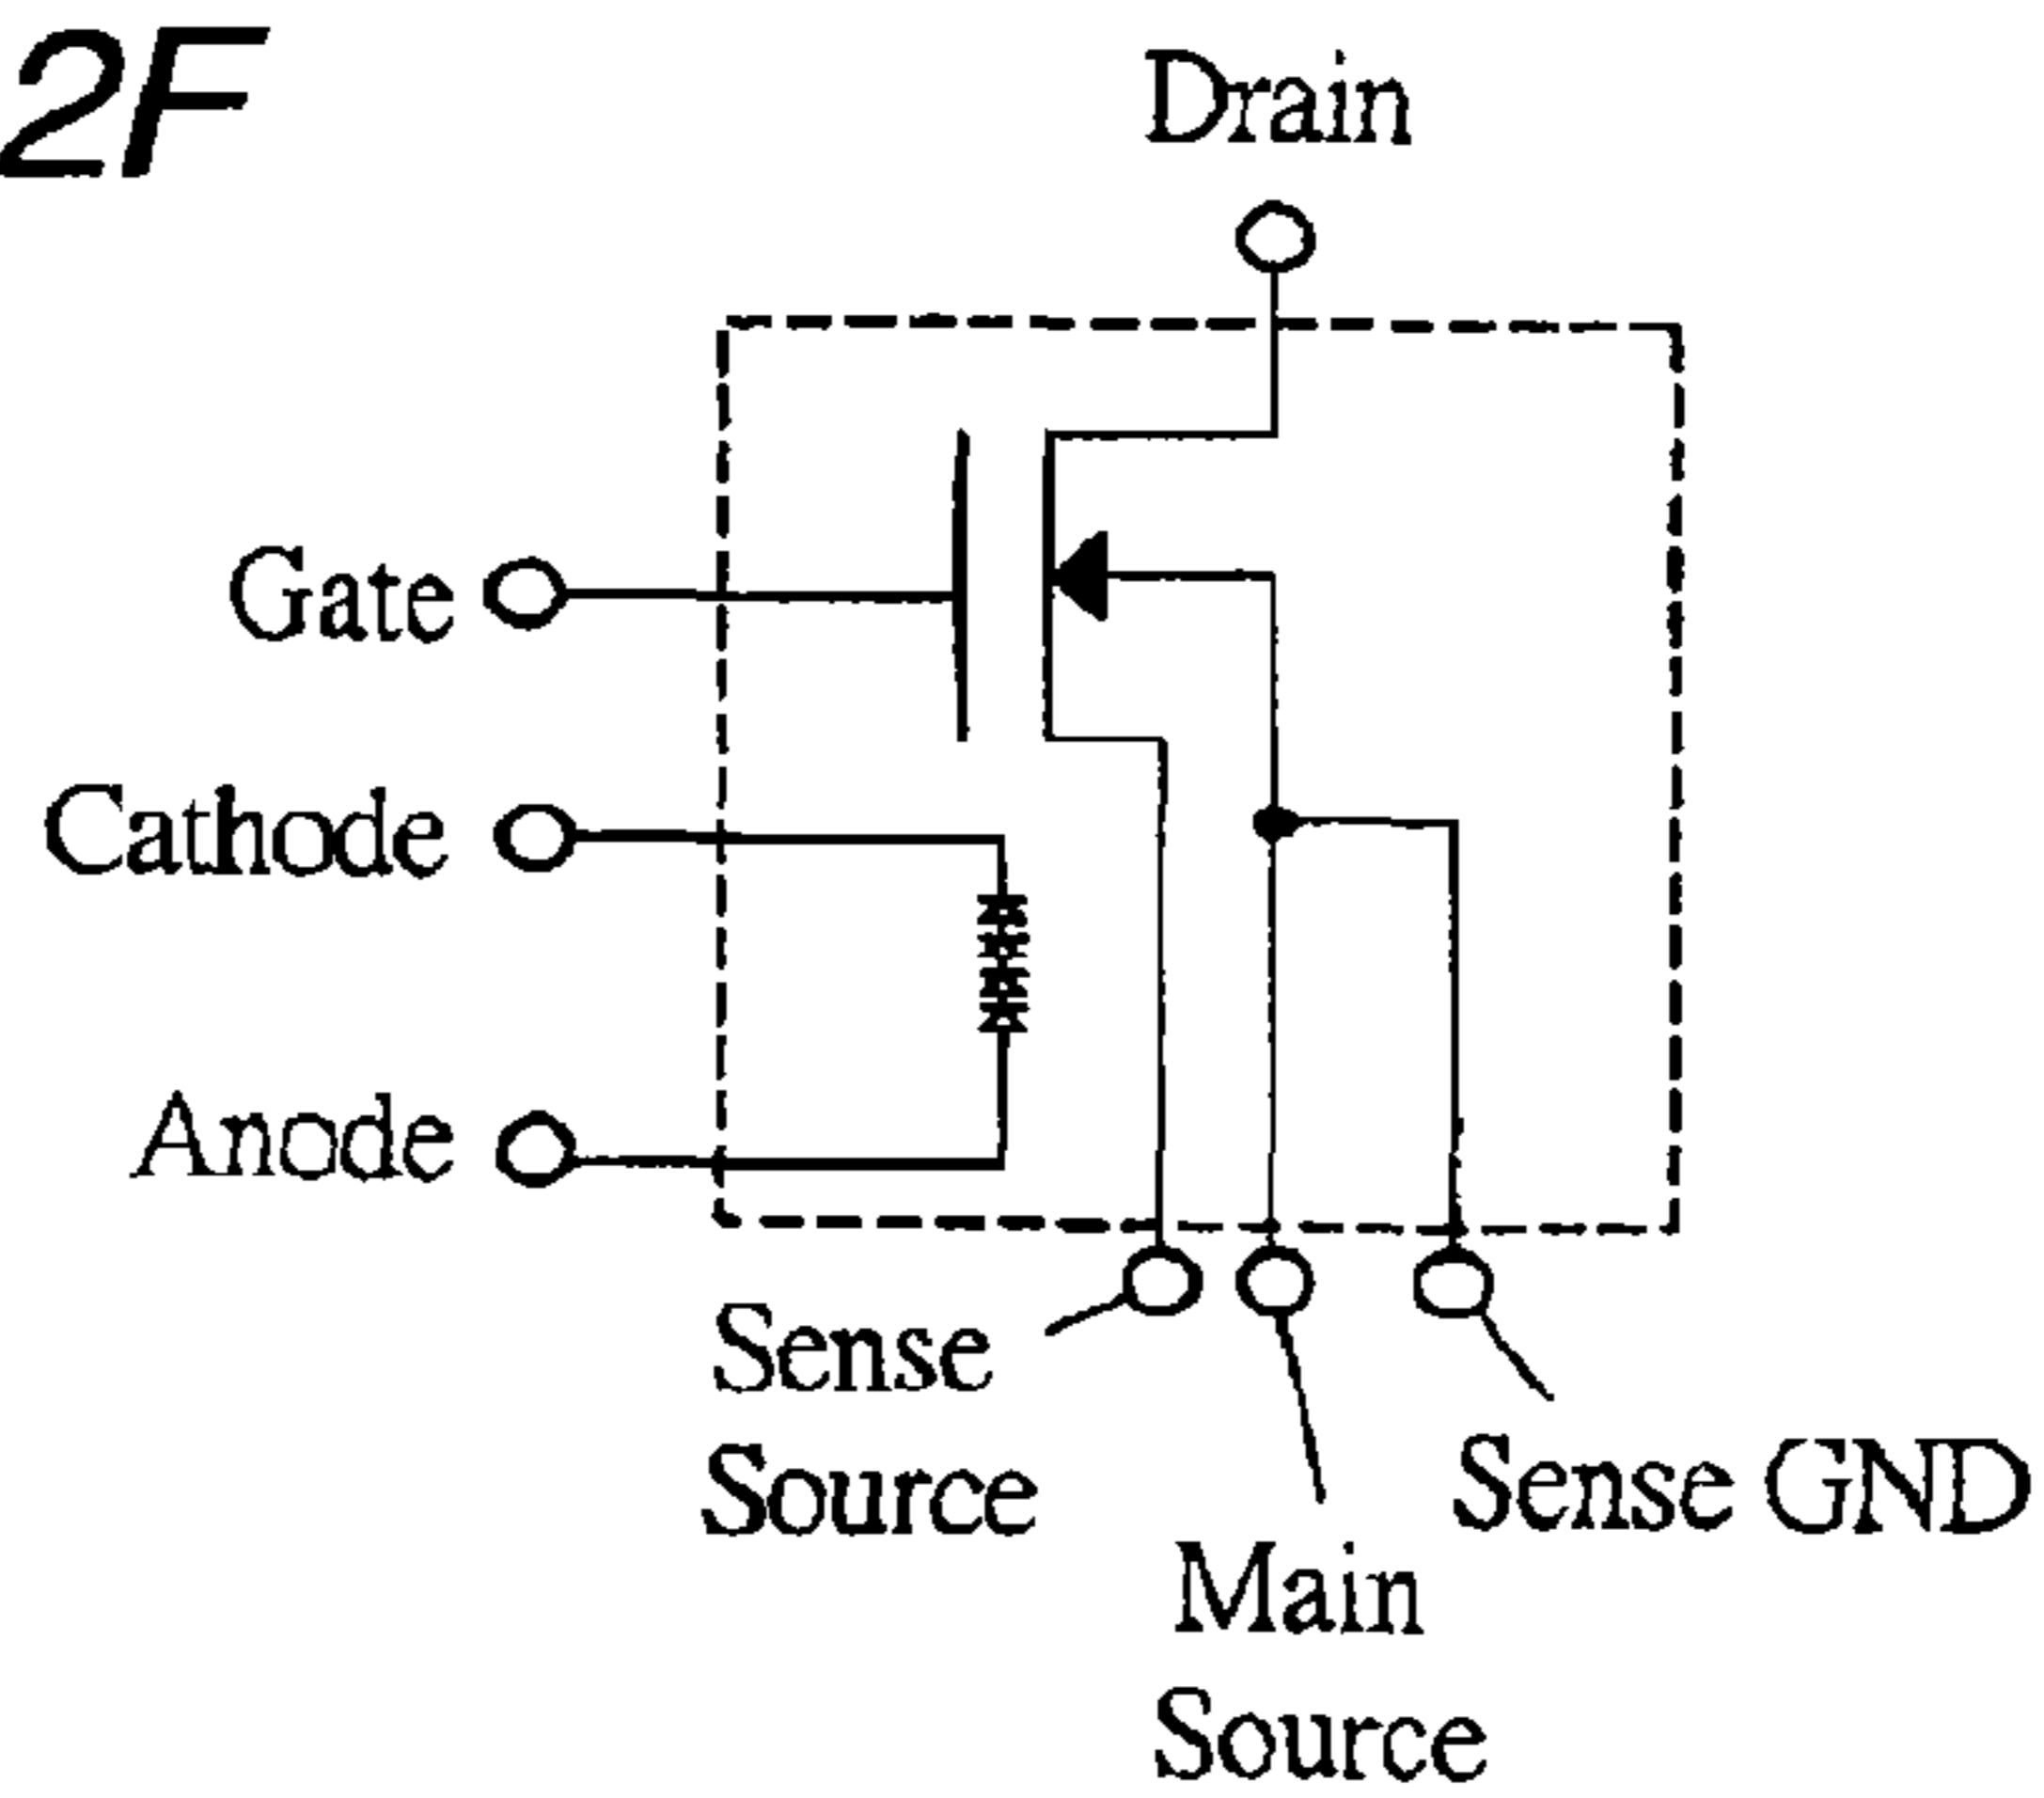 2F
Drain
Gate
Cathode
Anode
Sense
Source
Sense GND
Main
Source